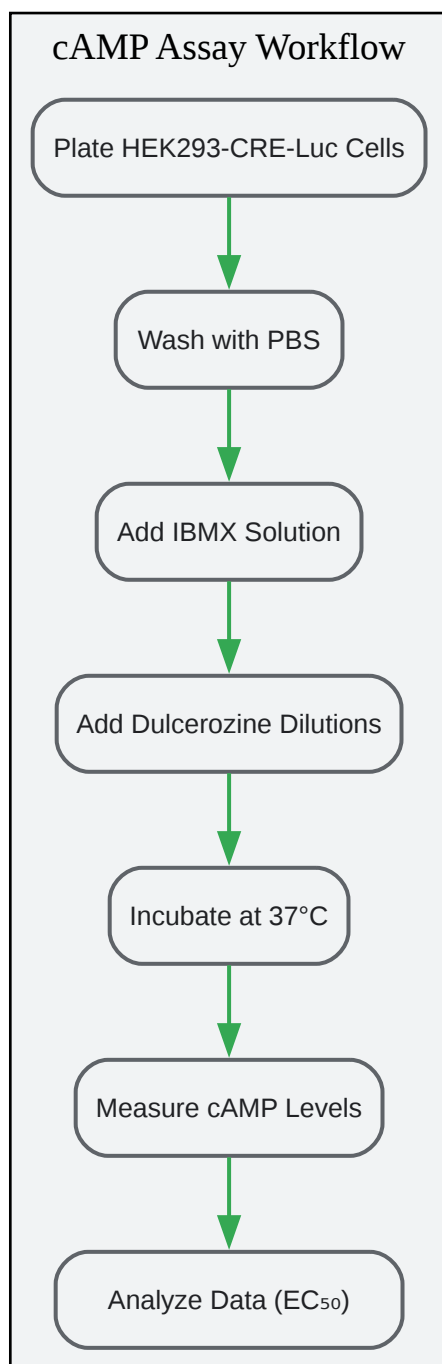 cAMP Assay Workflow
Plate HEK293-CRE-Luc Cells
Wash with PBS
Add IBMX Solution
Add Dulcerozine Dilutions
Incubate at 37°C
Measure cAMP Levels
Analyze Data (EC₅₀)